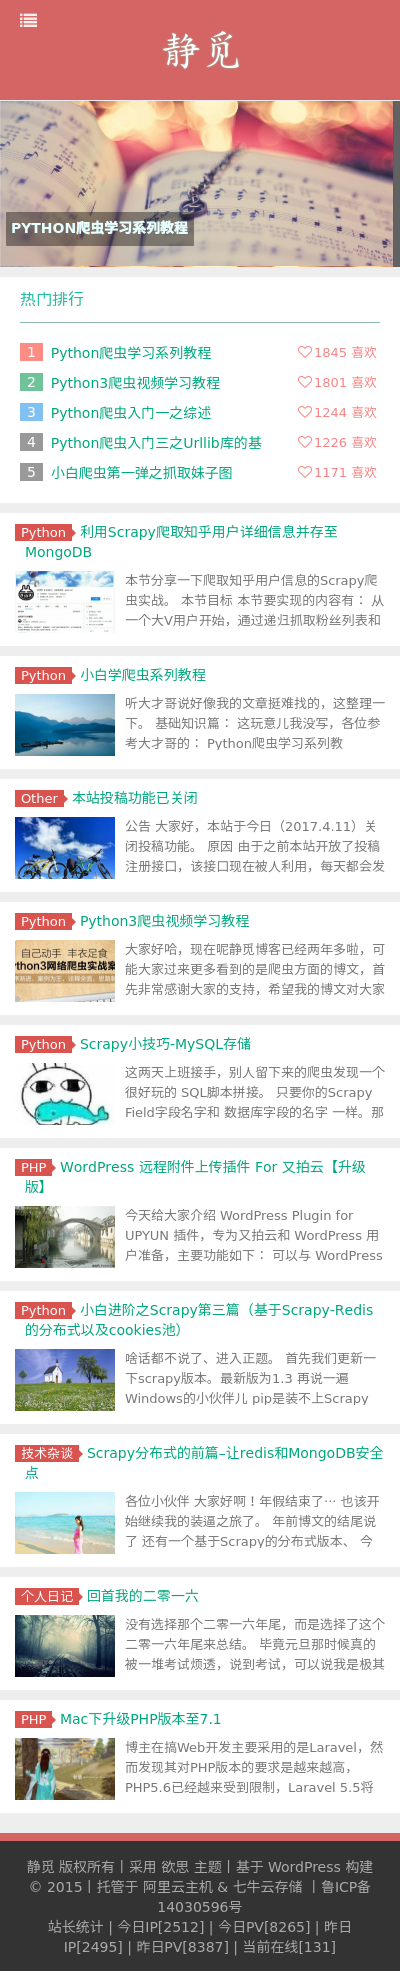 静觅
PYTHON爬虫学习系列教程
热门排行
1 Python爬虫学习系列教程 1845 喜欢
2 Python3爬虫视频学习教程 1801 喜欢
3 Python爬虫入门一之综述 1244 喜欢
4 Python爬虫入门三之Urllib库的基 1226 喜欢
5 小白爬虫第一弹之抓取妹子图 1171 喜欢
Python 利用Scrapy爬取知乎用户详细信息并存至
MongoDB
本节分享一下爬取知乎用户信息的Scrapy爬
虫实战。 本节目标 本节要实现的内容有： 从
一个大V用户开始，通过递归抓取粉丝列表和
Python 小白学爬虫系列教程
听大才哥说好像我的文章挺难找的，这整理一
下。 基础知识篇： 这玩意儿我没写，各位参
考大才哥的： Python爬虫学习系列教
Other 本站投稿功能已关闭
公告 大家好，本站于今日（2017.4.11）关
闭投稿功能。 原因 由于之前本站开放了投稿
注册接口，该接口现在被人利用，每天都会发
Python Python3爬虫视频学习教程
自己动手 丰衣足食
ython3网络爬虫实战案
大家好哈，现在呢静觅博客已经两年多啦，可
能大家过来更多看到的是爬虫方面的博文，首
先非常感谢大家的支持，希望我的博文对大家
Python Scrapy小技巧-MySQL存储
这两天上班接手，别人留下来的爬虫发现一个
很好玩的 SQL脚本拼接。 只要你的Scrapy
Field字段名字和 数据库字段的名字 一样。那
PHP WordPress 远程附件上传插件 For 又拍云【升级
版】
今天给大家介绍 WordPress Plugin for
UPYUN 插件，专为又拍云和 WordPress 用
户准备，主要功能如下： 可以与 WordPress
Python 小白进阶之Scrapy第三篇（基于Scrapy-Redis
的分布式以及cookies池）
啥话都不说了、进入正题。 首先我们更新一
下scrapy版本。最新版为1.3 再说一遍
Windows的小伙伴儿 pip是装不上Scrapy
技术杂谈 Scrapy分布式的前篇–让redis和MongoDB安全
点
各位小伙伴 大家好啊！年假结束了··· 也该开
始继续我的装逼之旅了。 年前博文的结尾说
了 还有一个基于Scrapy的分布式版本、 今
个人日记 回首我的二零一六
没有选择那个二零一六年尾，而是选择了这个
二零一六年尾来总结。 毕竟元旦那时候真的
被一堆考试烦透，说到考试，可以说我是极其
PHP Mac下升级PHP版本至7.1
博主在搞Web开发主要采用的是Laravel，然
而发现其对PHP版本的要求是越来越高，
PHP5.6已经越来受到限制，Laravel 5.5将
静觅 版权所有丨采用 欲思 主题丨基于 WordPress 构建
© 2015丨托管于 阿里云主机 & 七牛云存储 丨鲁ICP备
14030596号
站长统计 | 今日IP[2512] | 今日PV[8265] | 昨日
IP[2495] | 昨日PV[8387] | 当前在线[131]